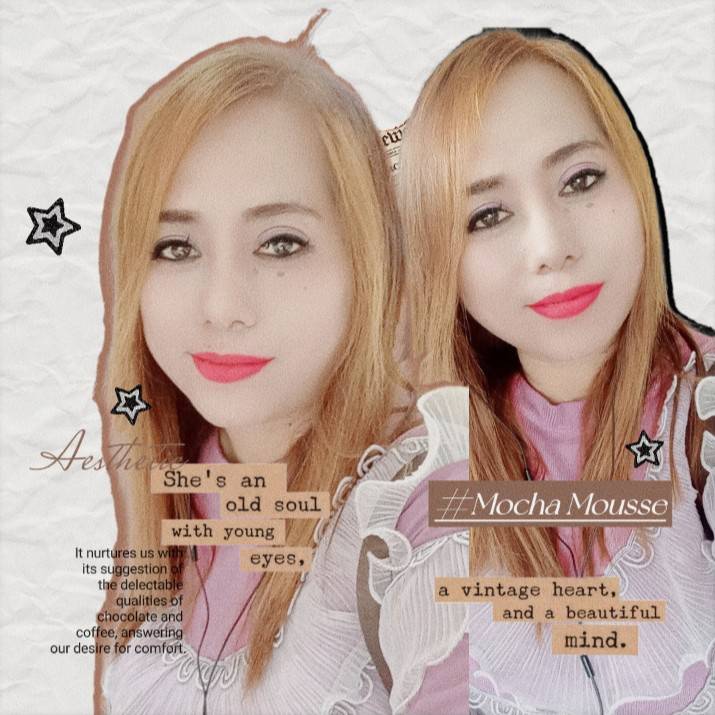 Aesthetic
She's an
old soul
with young
eyes,
It nurtures us with
its suggestion of
the delectable
qualities of
chocolate and
coffee, answering
our desire for comfort.
#Mocha Mousse
a vintage heart,
and a beautiful
mind.